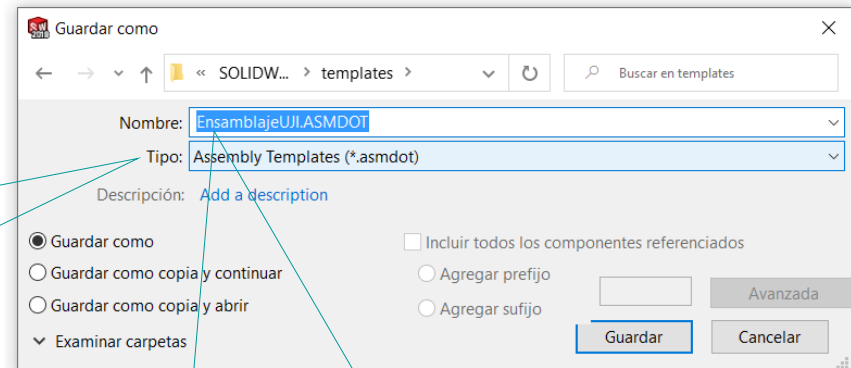 SW 2018 Guardar como
« SOLIDW... > templates > Buscar en templates
Nombre: EnsamblajeUJI.ASMDOT
Tipo: Assembly Templates (*.asmdot)
Descripción: Add a description
Guardar como
Guardar como copia y continuar
Guardar como copia y abrir
Incluir todos los componentes referenciados
Agregar prefijo
Agregar sufijo
Avanzada
Examinar carpetas
Guardar Cancelar